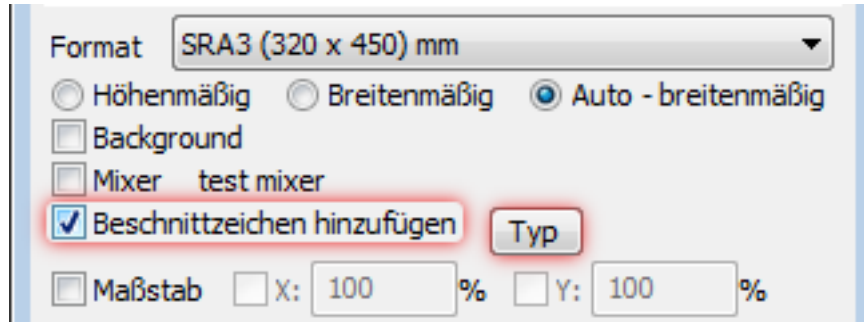 Format SRA3 (320 x 450) mm
Höhenmäßig Breitenmäßig Auto - breitenmäßig
Background
Mixer test mixer
Beschnittzeichen hinzufügen Typ
Maßstab X: 100 % Y: 100 %